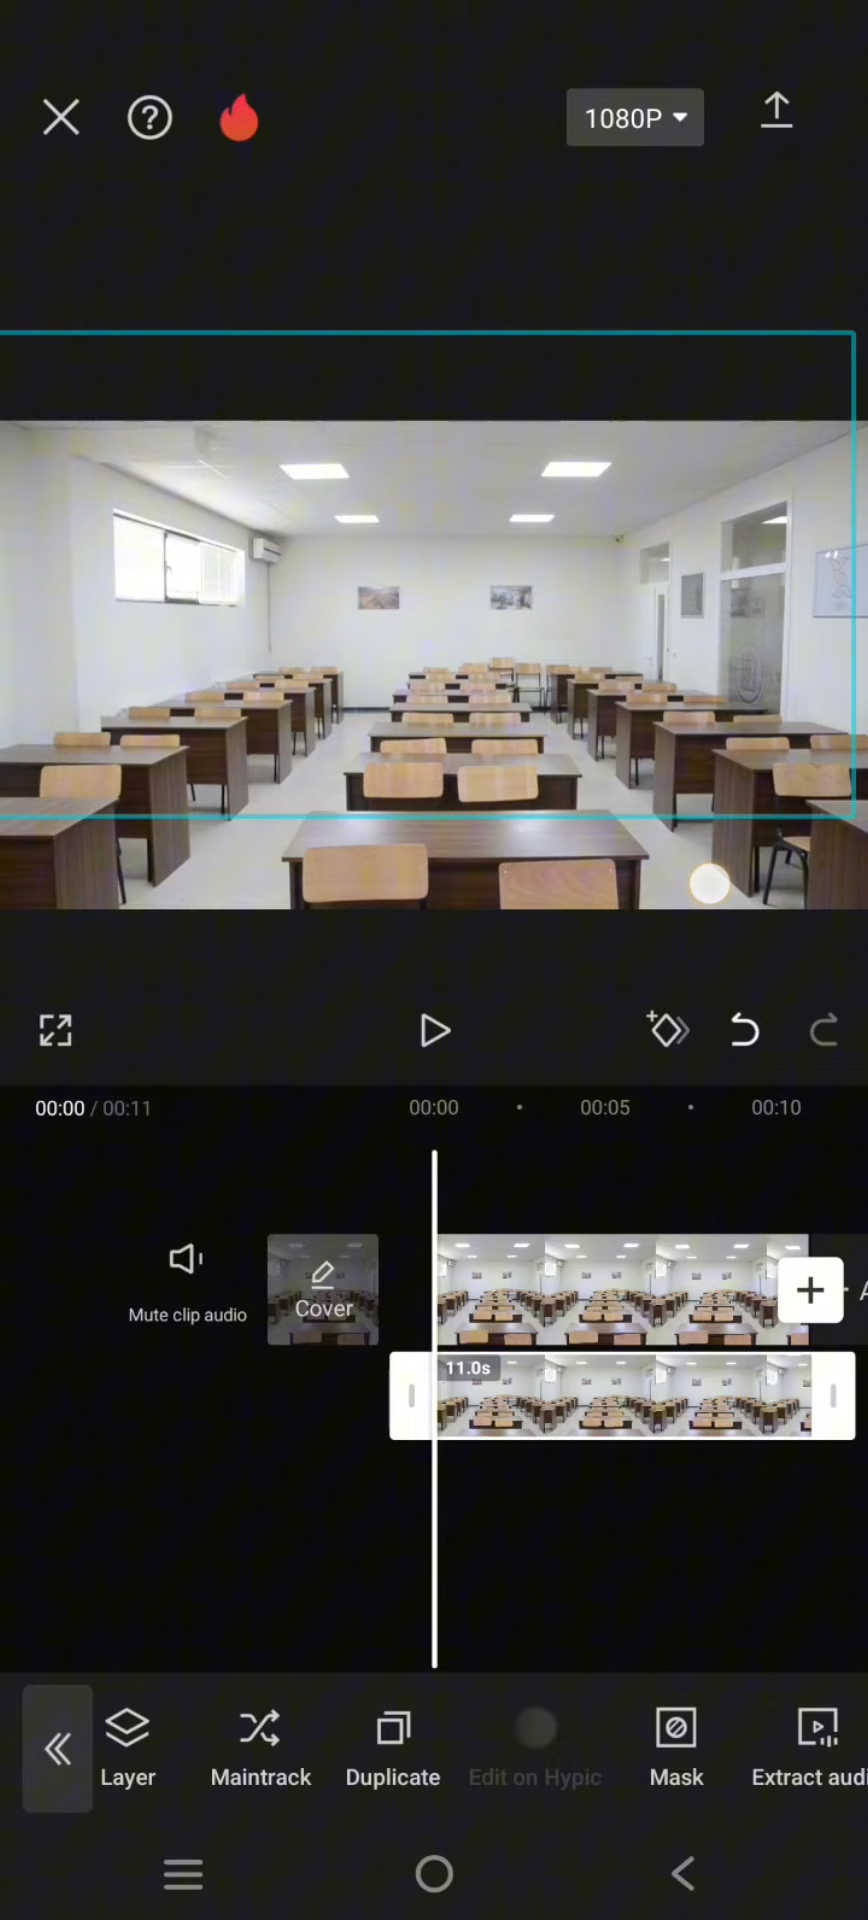 1080P
00:00 / 00:11
00:00
00:05
00:10
Mute clip audio
Cover
11.0s
Layer
Maintrack
Duplicate
Edit on Hypic
Mask
Extract audi